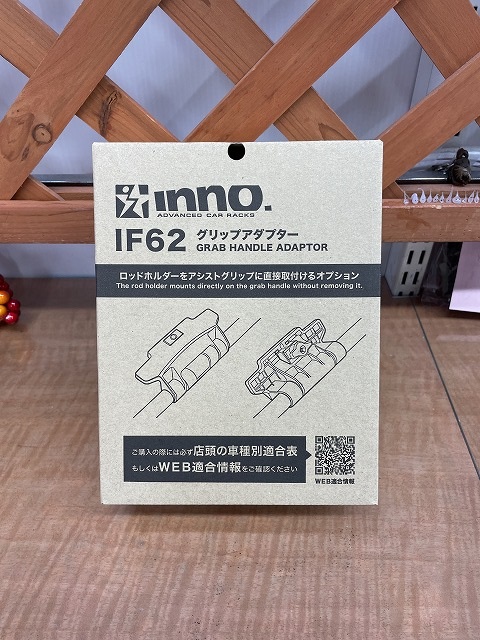 INNO.
ADVANCED CAR RACKS
IF62 グリップアダプター
GRAB HANDLE ADAPTOR
ロッドホルダーをアシストグリップに直接取付けるオプション
The rod holder mounts directly on the grab handle without removing it.
ご購入の際には必ず店頭の車種別適合表
もしくはWEB適合情報をご確認ください
WEB適合情報